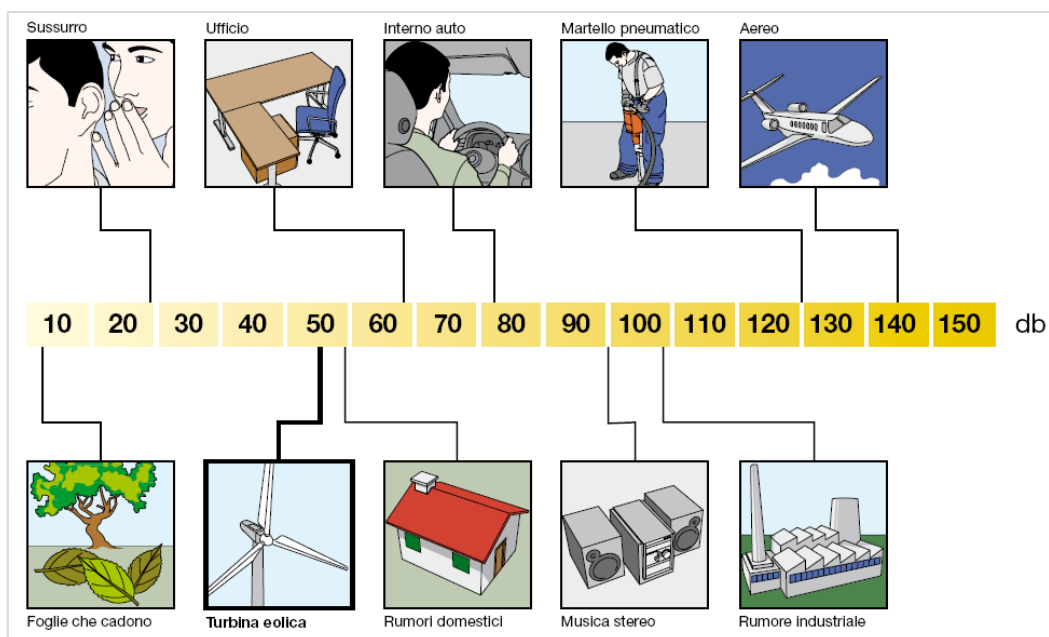 Sussurro
Ufficio
Interno auto
Martello pneumatico
Aereo
10 20 30 40 50 60 70 80 90 100 110 120 130 140 150 db
Foglie che cadono
Turbina eolica
Rumori domestici
Musica stereo
Rumore industriale